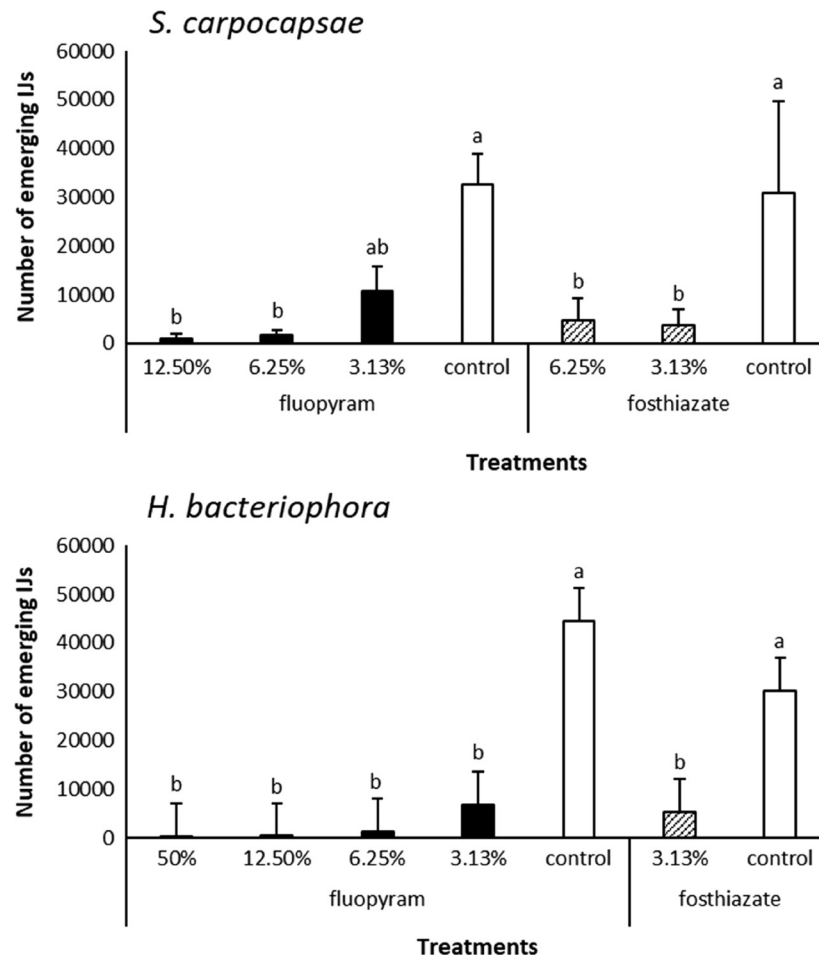 S. carpocapsae
Number of emerging IJs
60000
50000
40000
30000
20000
10000
0
b
b
ab
a
b
b
a
12.50% 6.25% 3.13% control 6.25% 3.13% control
fluopyram fosthiazate
Treatments
H. bacteriophora
Number of emerging IJs
60000
50000
40000
30000
20000
10000
0
b
b
b
b
a
b
a
50% 12.50% 6.25% 3.13% control 3.13% control
fluopyram fosthiazate
Treatments